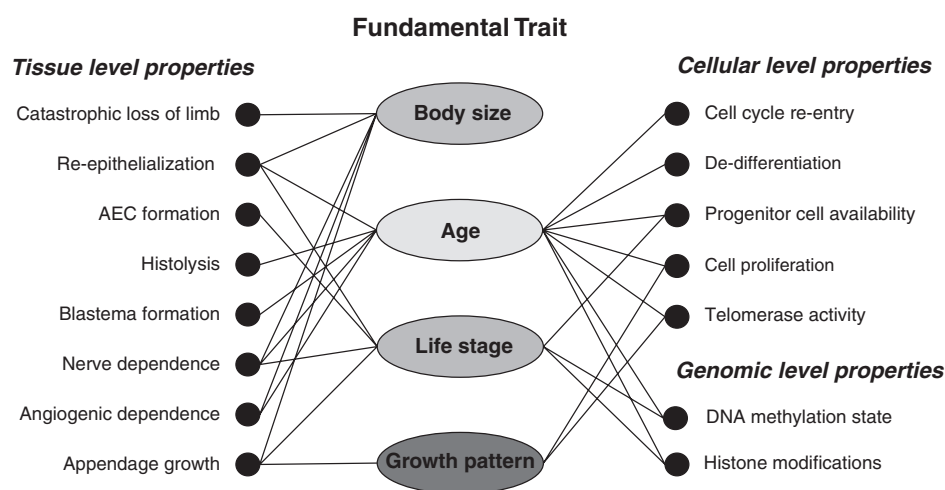 Fundamental Trait
Tissue level properties
Catastrophic loss of limb
Re-epithelialization
AEC formation
Histolysis
Blastema formation
Nerve dependence
Angiogenic dependence
Appendage growth
Body size
Age
Life stage
Growth pattern
Cellular level properties
Cell cycle re-entry
De-differentiation
Progenitor cell availability
Cell proliferation
Telomerase activity
Genomic level properties
DNA methylation state
Histone modifications